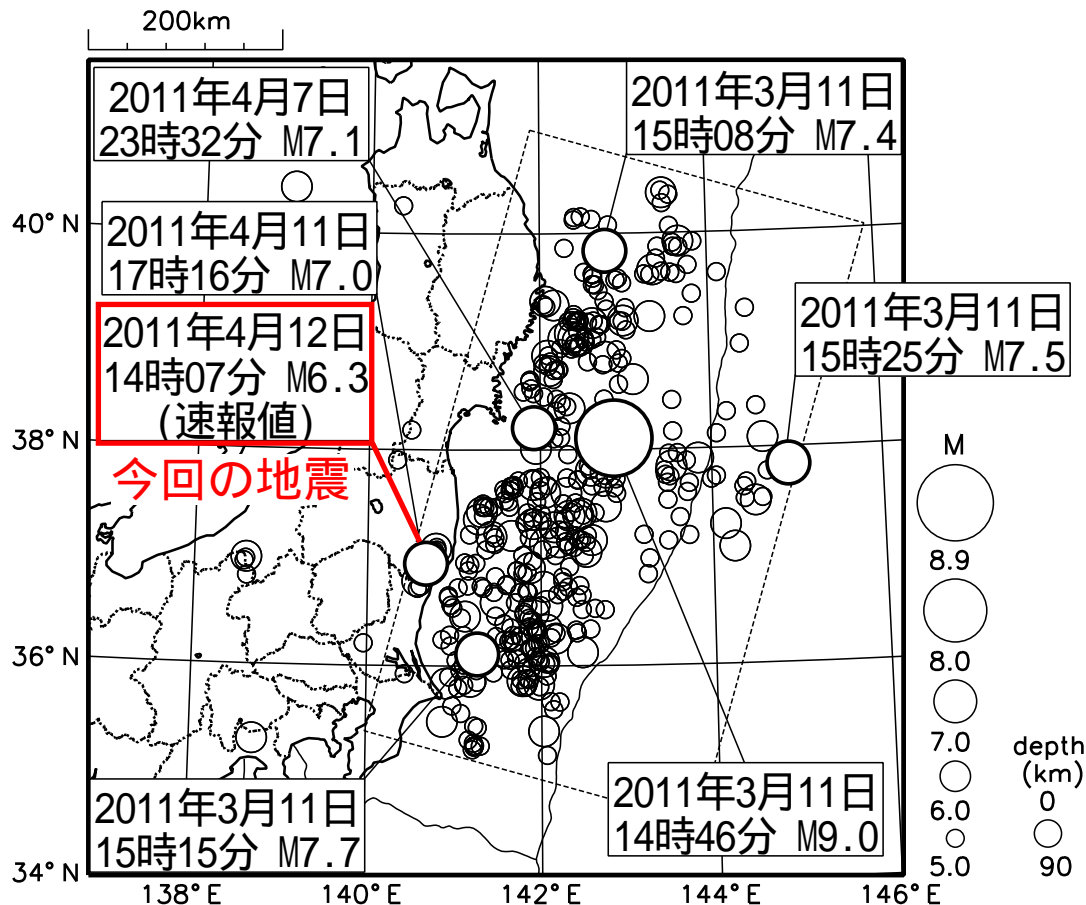 200km
2011年4月7日
23時32分 M7.1
2011年3月11日
15時08分 M7.4
40°N
2011年4月11日
17時16分 M7.0
2011年4月12日
14時07分 M6.3
(速報値)
今回の地震
2011年3月11日
15時25分 M7.5
38°N
36°N
34°N
2011年3月11日
15時15分 M7.7
2011年3月11日
14時46分 M9.0
138°E
140°E
142°E
144°E
146°E
M
8.9
8.0
7.0
6.0
5.0
depth
(km)
0
90